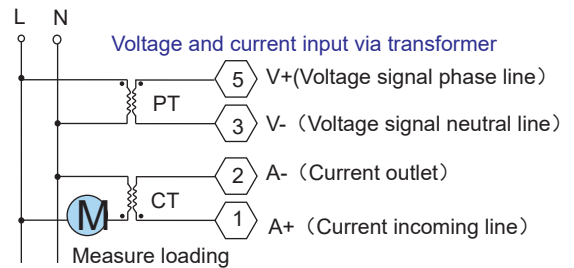 L N
Voltage and current input via transformer
PT
5 V+(Voltage signal phase line）
3 V-（Voltage signal neutral line）
CT
2 A-（Current outlet）
M
1 A+（Current incoming line）
Measure loading